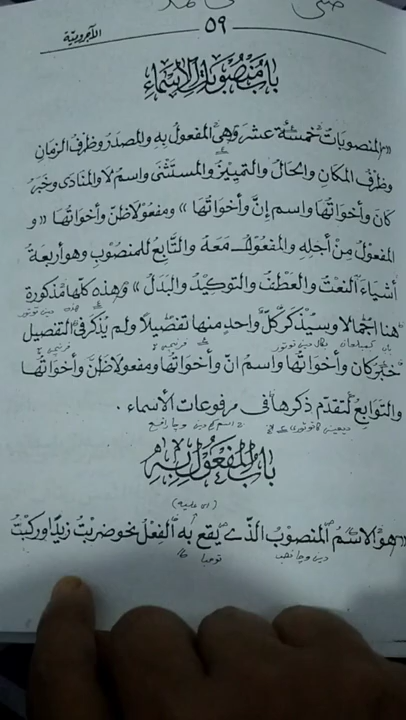 ٥٩
الآجرومية
باب منصوبات الأسماء
«المنصوبات خمسة عشر وهي المفعول به والمصدر وظرف الزمان
وظرف المكان والحال والتمييز والمستثنى واسم لا والمنادى وخبر
كان وأخواتها واسم إنّ وأخواتها» ومفعولا ظنّ وأخواتها «و
المفعول من أجله والمفعول معه والتابع للمنصوب وهو أربعة
أشياء النعت والعطف والتوكيد والبدل» وهذه كلّها مذكورة
هنا اجمالا وسيذكر كلّ واحد منها تفصيلا ولم يذكر في التفصيل
خبر كان وأخواتها واسم انّ وأخواتها ومفعولا ظنّ وأخواتها
والتوابع لتقدّم ذكرها في مرفوعات الاسماء .
باب المفعول به
«هو الاسم المنصوب الذي يقع به الفعل نحو ضربت زيدا وركبت